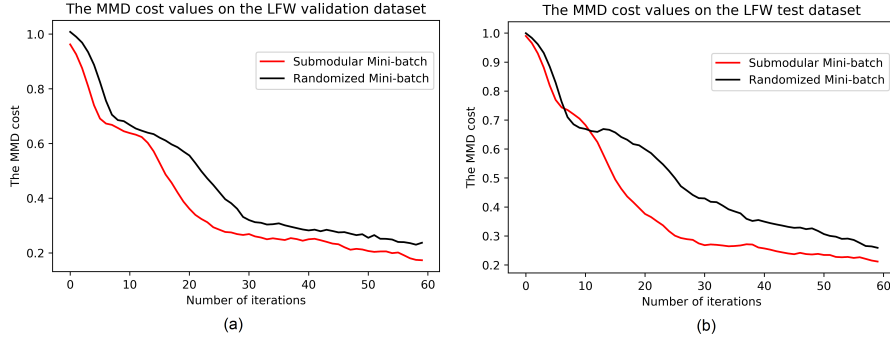 The MMD cost values on the LFW validation dataset
1.0
0.8
0.6
0.4
0.2
The MMD cost
Submodular Mini-batch
Randomized Mini-batch
0 10 20 30 40 50 60
Number of iterations
(a)
The MMD cost values on the LFW test dataset
1.0
0.9
0.8
0.7
0.6
0.5
0.4
0.3
0.2
The MMD cost
Submodular Mini-batch
Randomized Mini-batch
0 10 20 30 40 50 60
Number of iterations
(b)